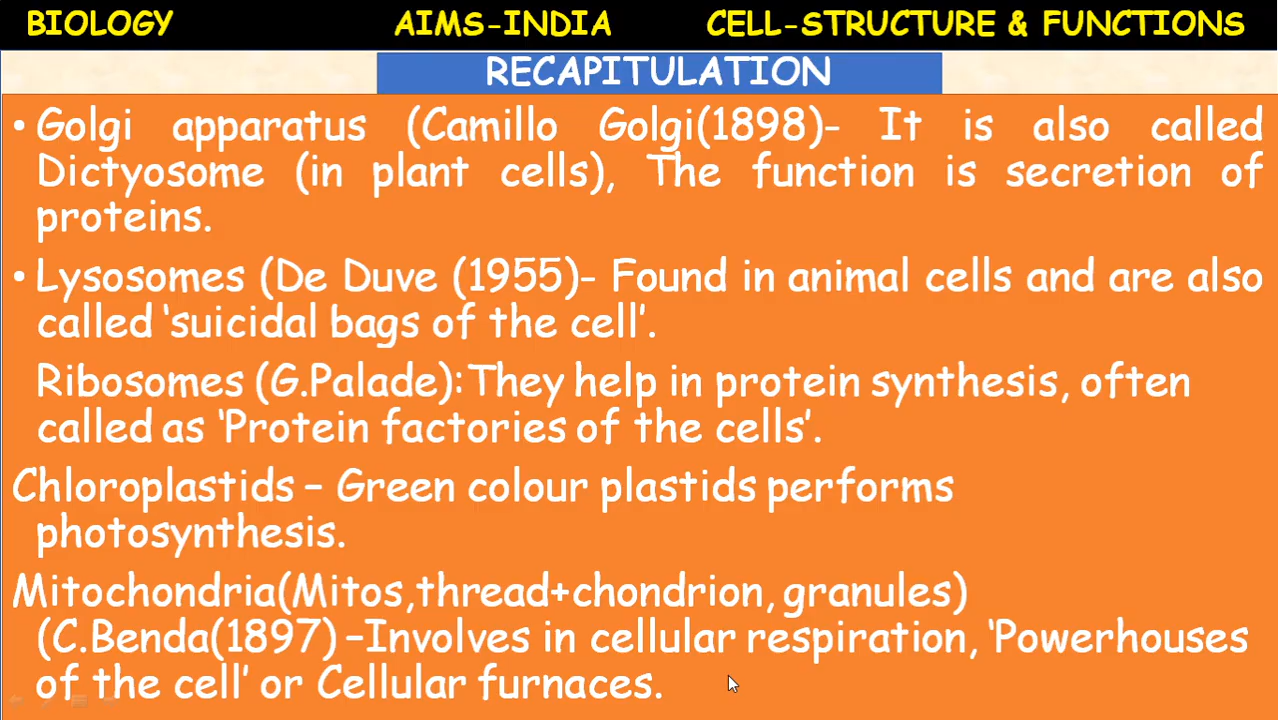 BIOLOGY AIMS-INDIA CELL-STRUCTURE & FUNCTIONS
RECAPITULATION
• Golgi apparatus (Camillo Golgi(1898)- It is also called
Dictyosome (in plant cells), The function is secretion of
proteins.
• Lysosomes (De Duve (1955)- Found in animal cells and are also
called ‘suicidal bags of the cell’.
Ribosomes (G.Palade):They help in protein synthesis, often
called as ‘Protein factories of the cells’.
Chloroplastids – Green colour plastids performs
photosynthesis.
Mitochondria(Mitos,thread+chondrion, granules)
(C.Benda(1897) –Involves in cellular respiration, ‘Powerhouses
of the cell’ or Cellular furnaces.